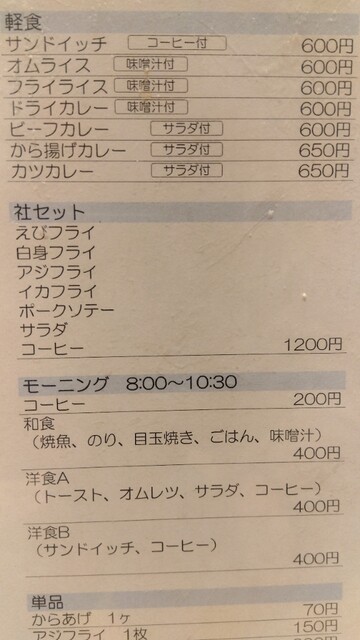 軽食
サンドイッチ コーヒー付 600円
オムライス 味噌汁付 600円
フライライス 味噌汁付 600円
ドライカレー 味噌汁付 600円
ビーフカレー サラダ付 600円
から揚げカレー サラダ付 650円
カツカレー サラダ付 650円
社セット
えびフライ
白身フライ
アジフライ
イカフライ
ポークソテー
サラダ
コーヒー 1200円
モーニング 8:00〜10:30
コーヒー 200円
和食
(焼魚、のり、目玉焼き、ごはん、味噌汁)
400円
洋食A
(トースト、オムレツ、サラダ、コーヒー)
400円
洋食B
(サンドイッチ、コーヒー)
400円
単品
からあげ 1ヶ 70円
アジフライ 1枚 150円